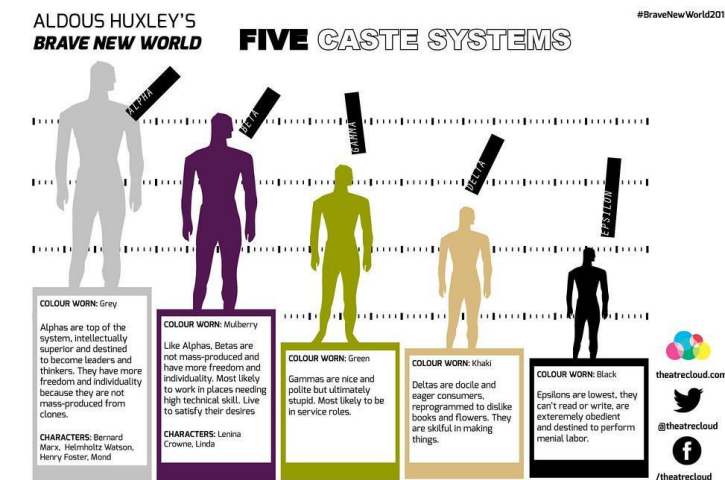 ALDOUS HUXLEY'S
BRAVE NEW WORLD
FIVE CASTE SYSTEMS
#BraveNewWorld201
ALPHA
BETA
GAMMA
DELTA
EPSILON
COLOUR WORN: Grey
Alphas are top of the
system, intellectually
superior and destined
to become leaders and
thinkers. They have more
freedom and individuality
because they are not
mass-produced from
clones.
CHARACTERS: Bernard
Marx, Helmholtz Watson,
Henry Foster, Mond
COLOUR WORN: Mulberry
Like Alphas, Betas are
not mass-produced and
have more freedom and
individuality. Most likely
to work in places needing
high technical skill. Live
to satisfy their desires
CHARACTERS: Lenina
Crowne, Linda
COLOUR WORN: Green
Gammas are nice and
polite but ultimately
stupid. Most likely to be
in service roles.
COLOUR WORN: Khaki
Deltas are docile and
eager consumers,
reprogrammed to dislike
books and flowers. They
are skilful in making
things.
COLOUR WORN: Black
Epsilons are lowest, they
can't read or write, are
exteremely obedient
and destined to perform
menial labor.
theatrecloud.com
@theatrecloud
/theatrecloud